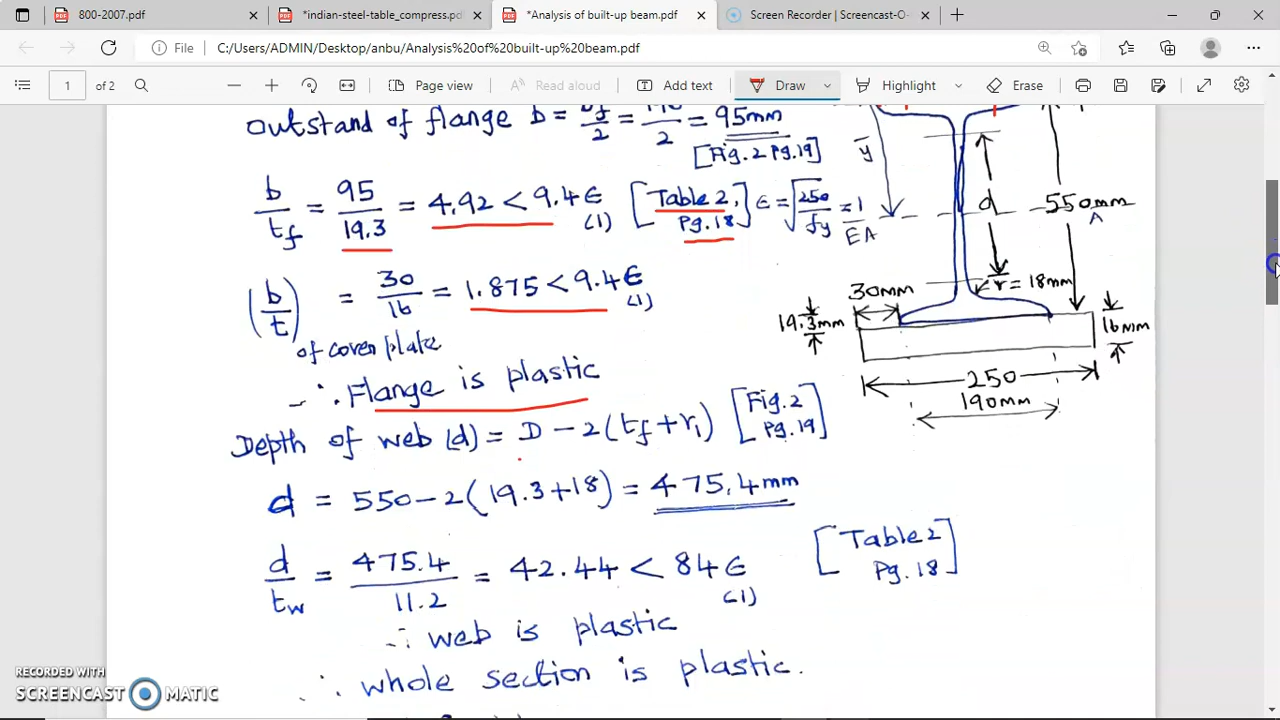 800-2007.pdf
*indian-steel-table_compress.p
*Analysis of built-up beam.pdf
Screen Recorder | Screencast-O-
File
C:/Users/ADMIN/Desktop/anbu/Analysis%20of%20built-up%20beam.pdf
1 of 2
Page view
Read aloud
Add text
Draw
Highlight
Erase
Outstand of flange b = bf/2 = 190/2 = 95mm
[Fig.2 Pg.19]
b/tf = 95/19.3 = 4.92 < 9.4ϵ (1) [Table 2, Pg.18] ϵ = √250/fy = 1
(b/t) of cover plate = 30/16 = 1.875 < 9.4ϵ (1)
∴ Flange is plastic
Depth of web (d) = D − 2(tf + r1) [Fig.2 Pg.19]
d = 550 − 2(19.3+18) = 475.4mm
d/tw = 475.4/11.2 = 42.44 < 84ϵ (1) [Table 2 Pg.18]
∴ web is plastic
∴ whole section is plastic.
ȳ
d
550mm
A
EA
r = 18mm
30mm
19.3mm
16mm
250
190mm
RECORDED WITH
SCREENCAST MATIC